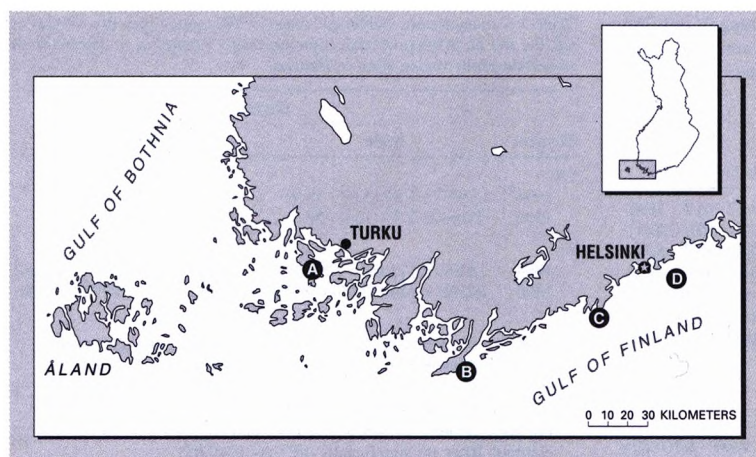 GULF OF BOTHNIA
TURKU
A
HELSINKI
D
C
ÅLAND
B
GULF OF FINLAND
0 10 20 30 KILOMETERS